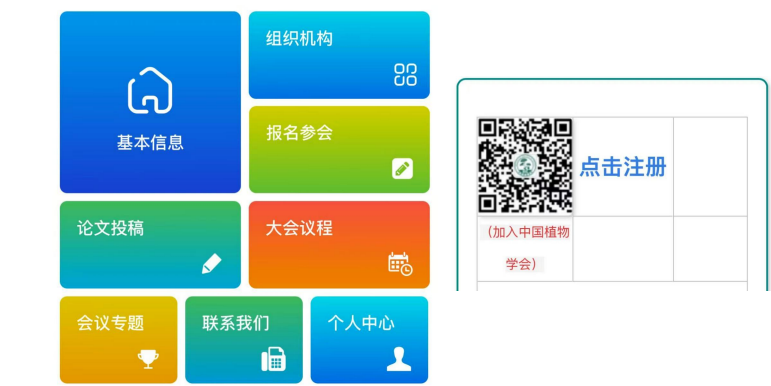 基本信息
组织机构
报名参会
论文投稿
大会议程
会议专题
联系我们
个人中心
点击注册
（加入中国植物
学会）